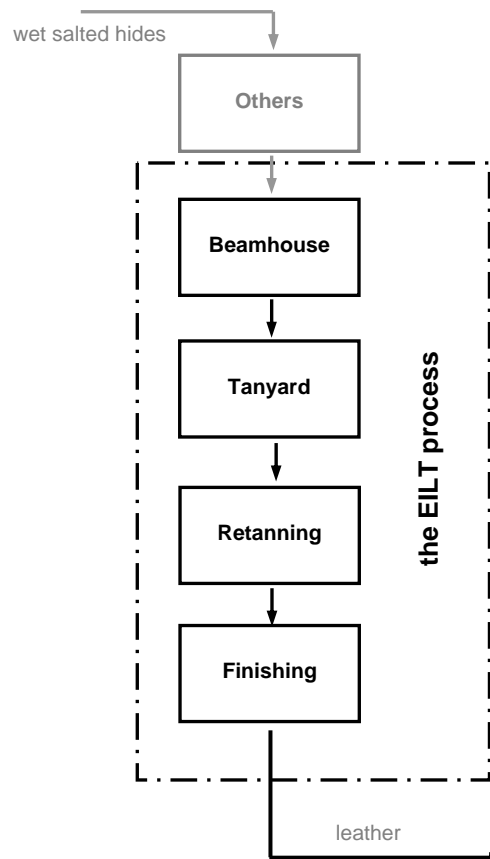 wet salted hides
Others
Beamhouse
Tanyard
Retanning
Finishing
the EILT process
leather